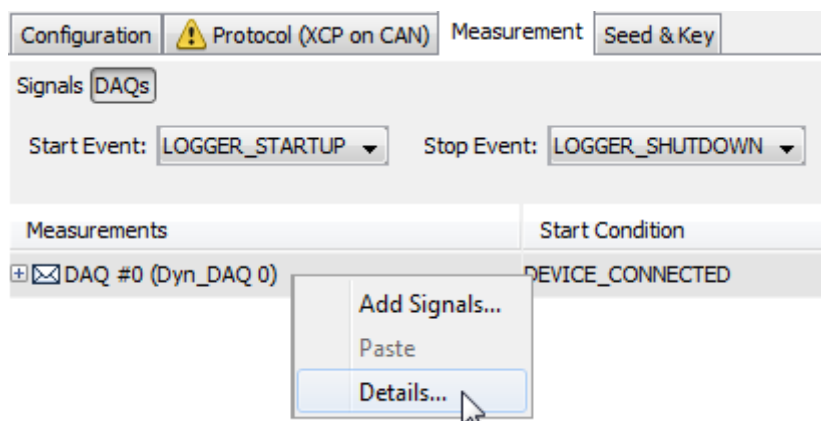 Configuration Protocol (XCP on CAN) Measurement Seed & Key
Signals DAQs
Start Event: LOGGER_STARTUP Stop Event: LOGGER_SHUTDOWN
Measurements Start Condition
DAQ #0 (Dyn_DAQ 0) DEVICE_CONNECTED
Add Signals...
Paste
Details...